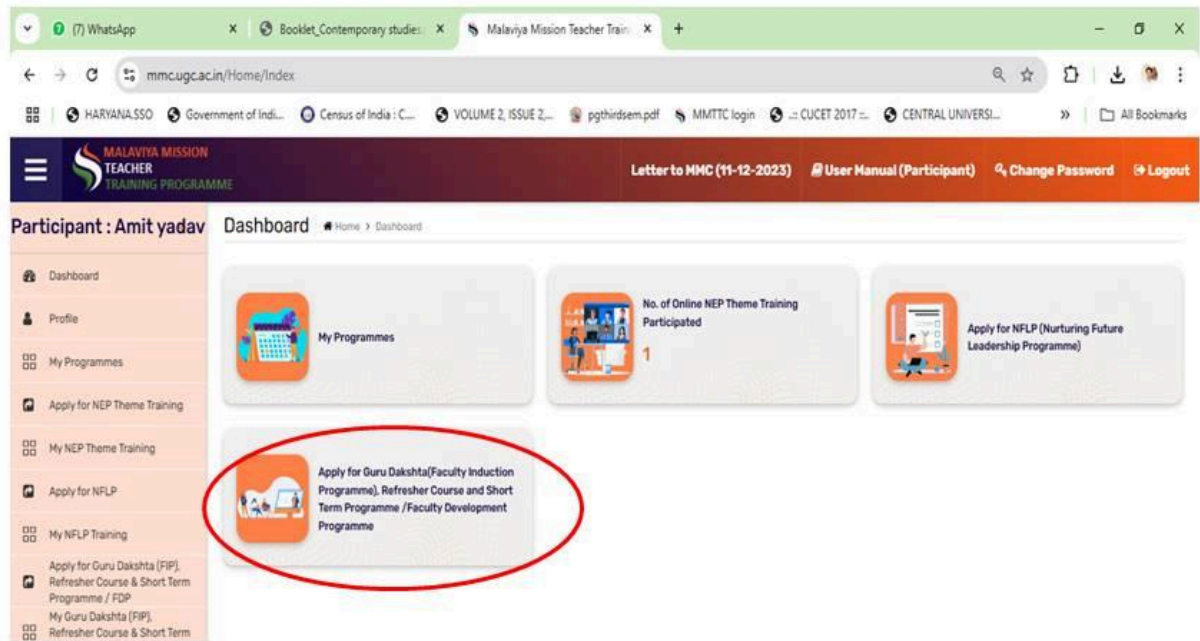 (7) WhatsApp
Booklet_Contemporary studies
Malaviya Mission Teacher Train
mmc.ugc.ac.in/Home/Index
HARYANA.SSO
Government of Indi...
Census of India : C...
VOLUME 2, ISSUE 2,...
pgthirdsem.pdf
MMTTC login
..:: CUCET 2017 ::..
CENTRAL UNIVERSI...
»
All Bookmarks
MALAVIYA MISSION
TEACHER
TRAINING PROGRAMME
Letter to MMC (11-12-2023)
User Manual (Participant)
Change Password
Logout
Participant : Amit yadav
Dashboard
Home > Dashboard
Dashboard
Profile
My Programmes
Apply for NEP Theme Training
My NEP Theme Training
Apply for NFLP
My NFLP Training
Apply for Guru Dakshta (FIP),
Refresher Course & Short Term
Programme / FDP
My Guru Dakshta (FIP),
Refresher Course & Short Term
My Programmes
No. of Online NEP Theme Training
Participated
1
Apply for NFLP (Nurturing Future
Leadership Programme)
Apply for Guru Dakshta(Faculty Induction
Programme), Refresher Course and Short
Term Programme /Faculty Development
Programme